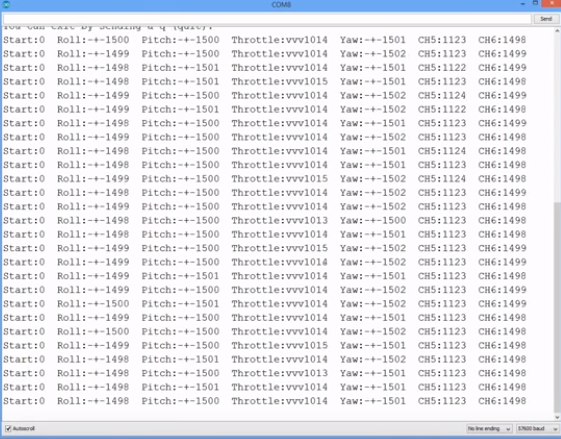 COM8
Send
You can exit by sending a q (quit).
Start:0 Roll:-+-1500 Pitch:-+-1500 Throttle:vvv1014 Yaw:-+-1501 CH5:1123 CH6:1498
Start:0 Roll:-+-1499 Pitch:-+-1500 Throttle:vvv1014 Yaw:-+-1502 CH5:1123 CH6:1499
Start:0 Roll:-+-1498 Pitch:-+-1501 Throttle:vvv1014 Yaw:-+-1501 CH5:1122 CH6:1499
Start:0 Roll:-+-1498 Pitch:-+-1501 Throttle:vvv1015 Yaw:-+-1501 CH5:1123 CH6:1498
Start:0 Roll:-+-1499 Pitch:-+-1500 Throttle:vvv1014 Yaw:-+-1502 CH5:1124 CH6:1499
Start:0 Roll:-+-1499 Pitch:-+-1501 Throttle:vvv1014 Yaw:-+-1502 CH5:1122 CH6:1498
Start:0 Roll:-+-1498 Pitch:-+-1500 Throttle:vvv1014 Yaw:-+-1501 CH5:1123 CH6:1498
Start:0 Roll:-+-1499 Pitch:-+-1500 Throttle:vvv1014 Yaw:-+-1502 CH5:1123 CH6:1499
Start:0 Roll:-+-1498 Pitch:-+-1500 Throttle:vvv1014 Yaw:-+-1501 CH5:1124 CH6:1498
Start:0 Roll:-+-1498 Pitch:-+-1500 Throttle:vvv1014 Yaw:-+-1501 CH5:1123 CH6:1498
Start:0 Roll:-+-1499 Pitch:-+-1500 Throttle:vvv1015 Yaw:-+-1502 CH5:1124 CH6:1498
Start:0 Roll:-+-1498 Pitch:-+-1500 Throttle:vvv1014 Yaw:-+-1502 CH5:1123 CH6:1499
Start:0 Roll:-+-1499 Pitch:-+-1500 Throttle:vvv1014 Yaw:-+-1502 CH5:1123 CH6:1498
Start:0 Roll:-+-1498 Pitch:-+-1500 Throttle:vvv1013 Yaw:-+-1500 CH5:1123 CH6:1498
Start:0 Roll:-+-1498 Pitch:-+-1500 Throttle:vvv1014 Yaw:-+-1501 CH5:1123 CH6:1498
Start:0 Roll:-+-1499 Pitch:-+-1500 Throttle:vvv1015 Yaw:-+-1502 CH5:1123 CH6:1499
Start:0 Roll:-+-1499 Pitch:-+-1500 Throttle:vvv1014 Yaw:-+-1502 CH5:1123 CH6:1499
Start:0 Roll:-+-1499 Pitch:-+-1501 Throttle:vvv1014 Yaw:-+-1501 CH5:1123 CH6:1498
Start:0 Roll:-+-1499 Pitch:-+-1500 Throttle:vvv1014 Yaw:-+-1502 CH5:1123 CH6:1498
Start:0 Roll:-+-1500 Pitch:-+-1501 Throttle:vvv1014 Yaw:-+-1502 CH5:1123 CH6:1499
Start:0 Roll:-+-1499 Pitch:-+-1500 Throttle:vvv1014 Yaw:-+-1501 CH5:1123 CH6:1499
Start:0 Roll:-+-1500 Pitch:-+-1500 Throttle:vvv1014 Yaw:-+-1502 CH5:1123 CH6:1498
Start:0 Roll:-+-1499 Pitch:-+-1500 Throttle:vvv1015 Yaw:-+-1501 CH5:1123 CH6:1499
Start:0 Roll:-+-1498 Pitch:-+-1501 Throttle:vvv1014 Yaw:-+-1502 CH5:1123 CH6:1498
Start:0 Roll:-+-1498 Pitch:-+-1500 Throttle:vvv1013 Yaw:-+-1501 CH5:1123 CH6:1498
Start:0 Roll:-+-1498 Pitch:-+-1501 Throttle:vvv1014 Yaw:-+-1501 CH5:1123 CH6:1498
Start:0 Roll:-+-1498 Pitch:-+-1500 Throttle:vvv1014 Yaw:-+-1501 CH5:1123 CH6:1498
Autoscroll
No line ending
57600 baud